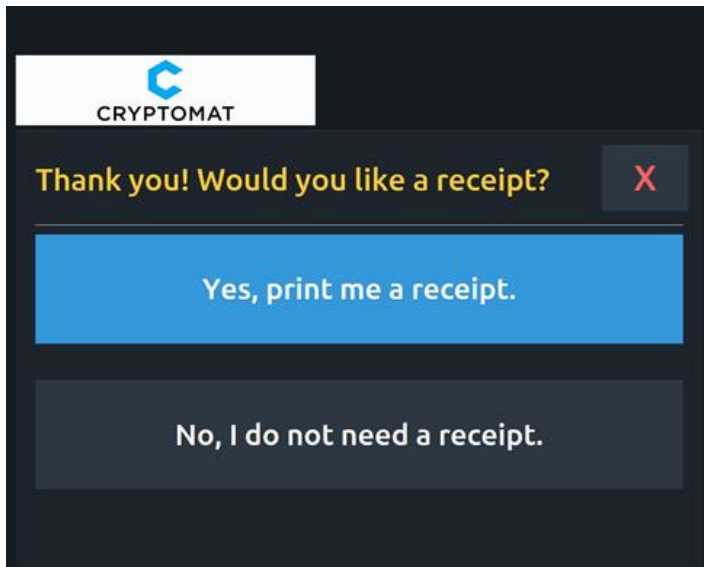 CRYPTOMAT
Thank you! Would you like a receipt?
X
Yes, print me a receipt.
No, I do not need a receipt.